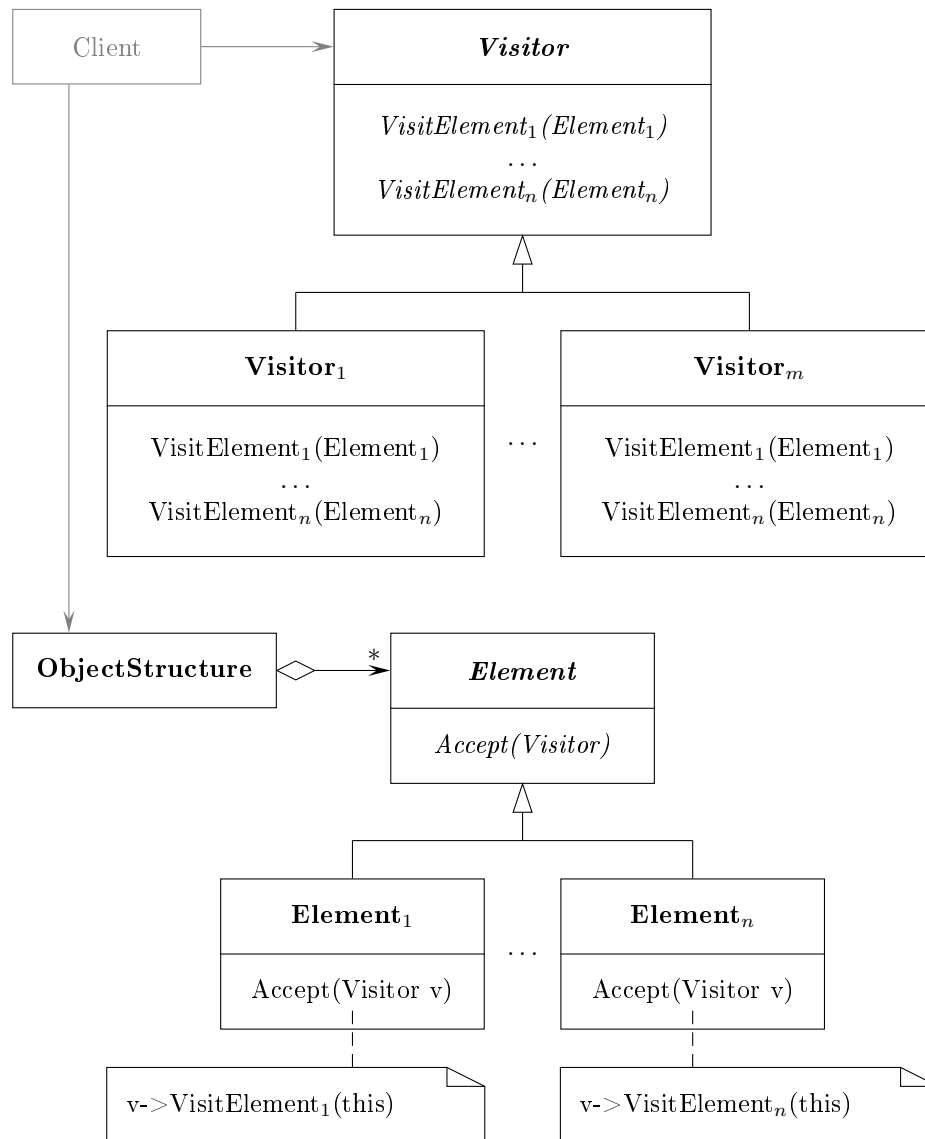 Client
Visitor
VisitElement₁(Element₁)
...
VisitElementₙ(Elementₙ)
Visitor₁
VisitElement₁(Element₁)
...
VisitElementₙ(Elementₙ)
...
Visitorₘ
VisitElement₁(Element₁)
...
VisitElementₙ(Elementₙ)
ObjectStructure
*
Element
Accept(Visitor)
Element₁
Accept(Visitor v)
...
Elementₙ
Accept(Visitor v)
v->VisitElement₁(this)
v->VisitElementₙ(this)